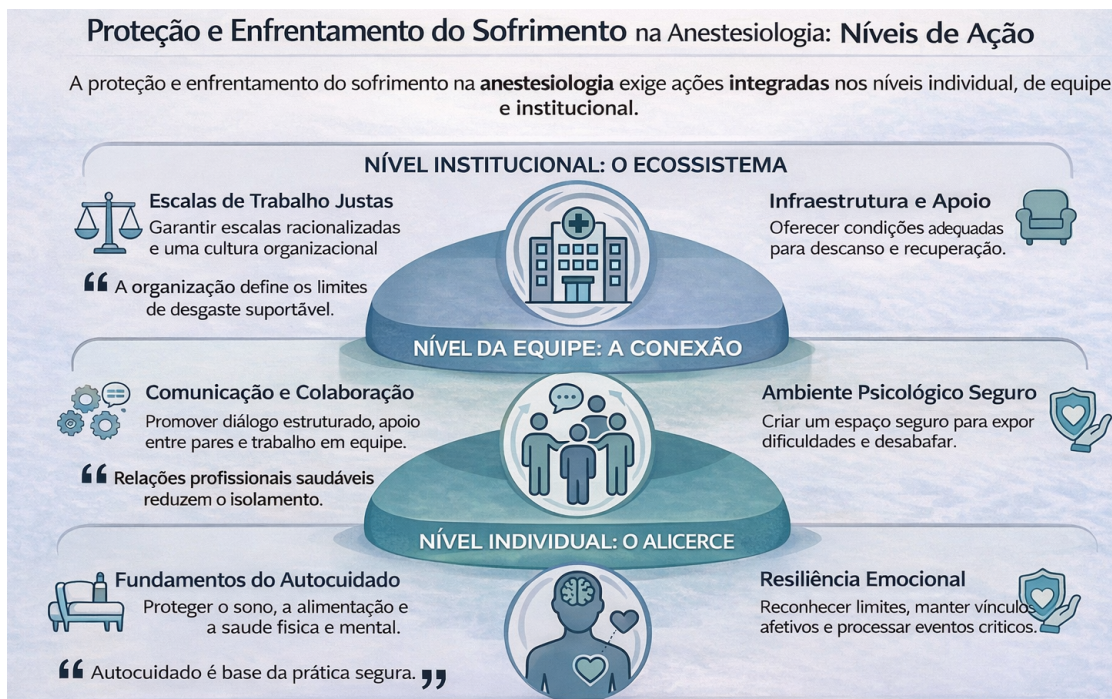 Proteção e Enfrentamento do Sofrimento na Anestesiologia: Níveis de Ação
A proteção e enfrentamento do sofrimento na anestesiologia exige ações integradas nos níveis individual, de equipe
e institucional.
NÍVEL INSTITUCIONAL: O ECOSSISTEMA
Escalas de Trabalho Justas
Garantir escalas racionalizadas
e uma cultura organizacional
“ A organização define os limites
de desgaste suportável.
Infraestrutura e Apoio
Oferecer condições adequadas
para descanso e recuperação.
NÍVEL DA EQUIPE: A CONEXÃO
Comunicação e Colaboração
Promover diálogo estruturado, apoio
entre pares e trabalho em equipe.
“ Relações profissionais saudáveis
reduzem o isolamento.
Ambiente Psicológico Seguro
Criar um espaço seguro para expor
dificuldades e desabafar.
NÍVEL INDIVIDUAL: O ALICERCE
Fundamentos do Autocuidado
Proteger o sono, a alimentação e
a saude fisica e mental.
“ Autocuidado é base da prática segura. ”
Resiliência Emocional
Reconhecer limites, manter vínculos
afetivos e processar eventos criticos.